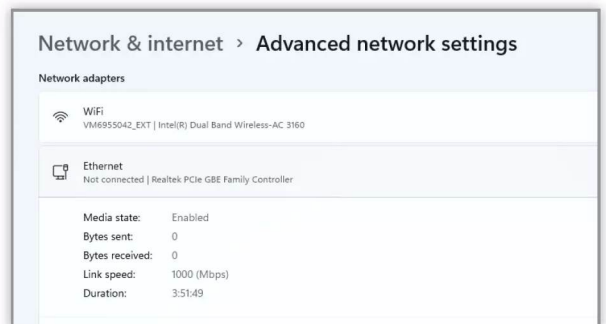 Network & internet > Advanced network settings
Network adapters
WiFi
VM6955042_EXT | Intel(R) Dual Band Wireless-AC 3160
Ethernet
Not connected | Realtek PCIe GBE Family Controller
Media state: Enabled
Bytes sent: 0
Bytes received: 0
Link speed: 1000 (Mbps)
Duration: 3:51:49